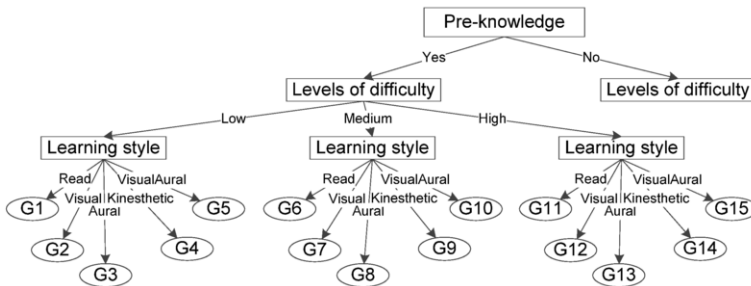 Pre-knowledge
Yes
No
Levels of difficulty
Levels of difficulty
Low
Medium
High
Learning style
Learning style
Learning style
Read
VisualAural
Read
VisualAural
Read
VisualAural
Visual
Kinesthetic
Visual
Kinesthetic
Visual
Kinesthetic
G1
Aural
G5
G6
Aural
G10
G11
Aural
G15
G2
G4
G7
G9
G12
G14
G3
G8
G13